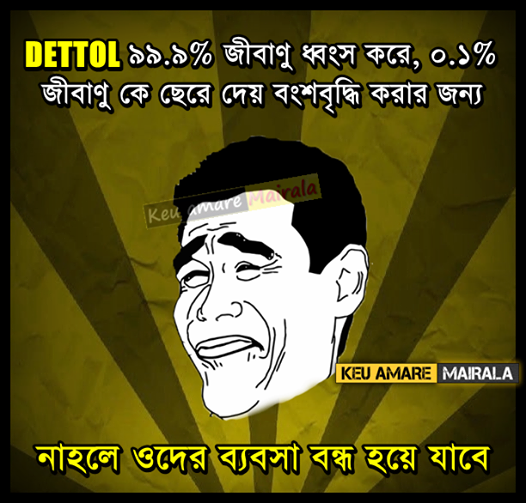 DETTOL ৯৯.৯% জীবাণু ধ্বংস করে, ০.১%
জীবাণু কে ছেরে দেয় বংশবৃদ্ধি করার জন্য
Keu amare Mairala
KEU AMARE MAIRALA
নাহলে ওদের ব্যবসা বন্ধ হয়ে যাবে